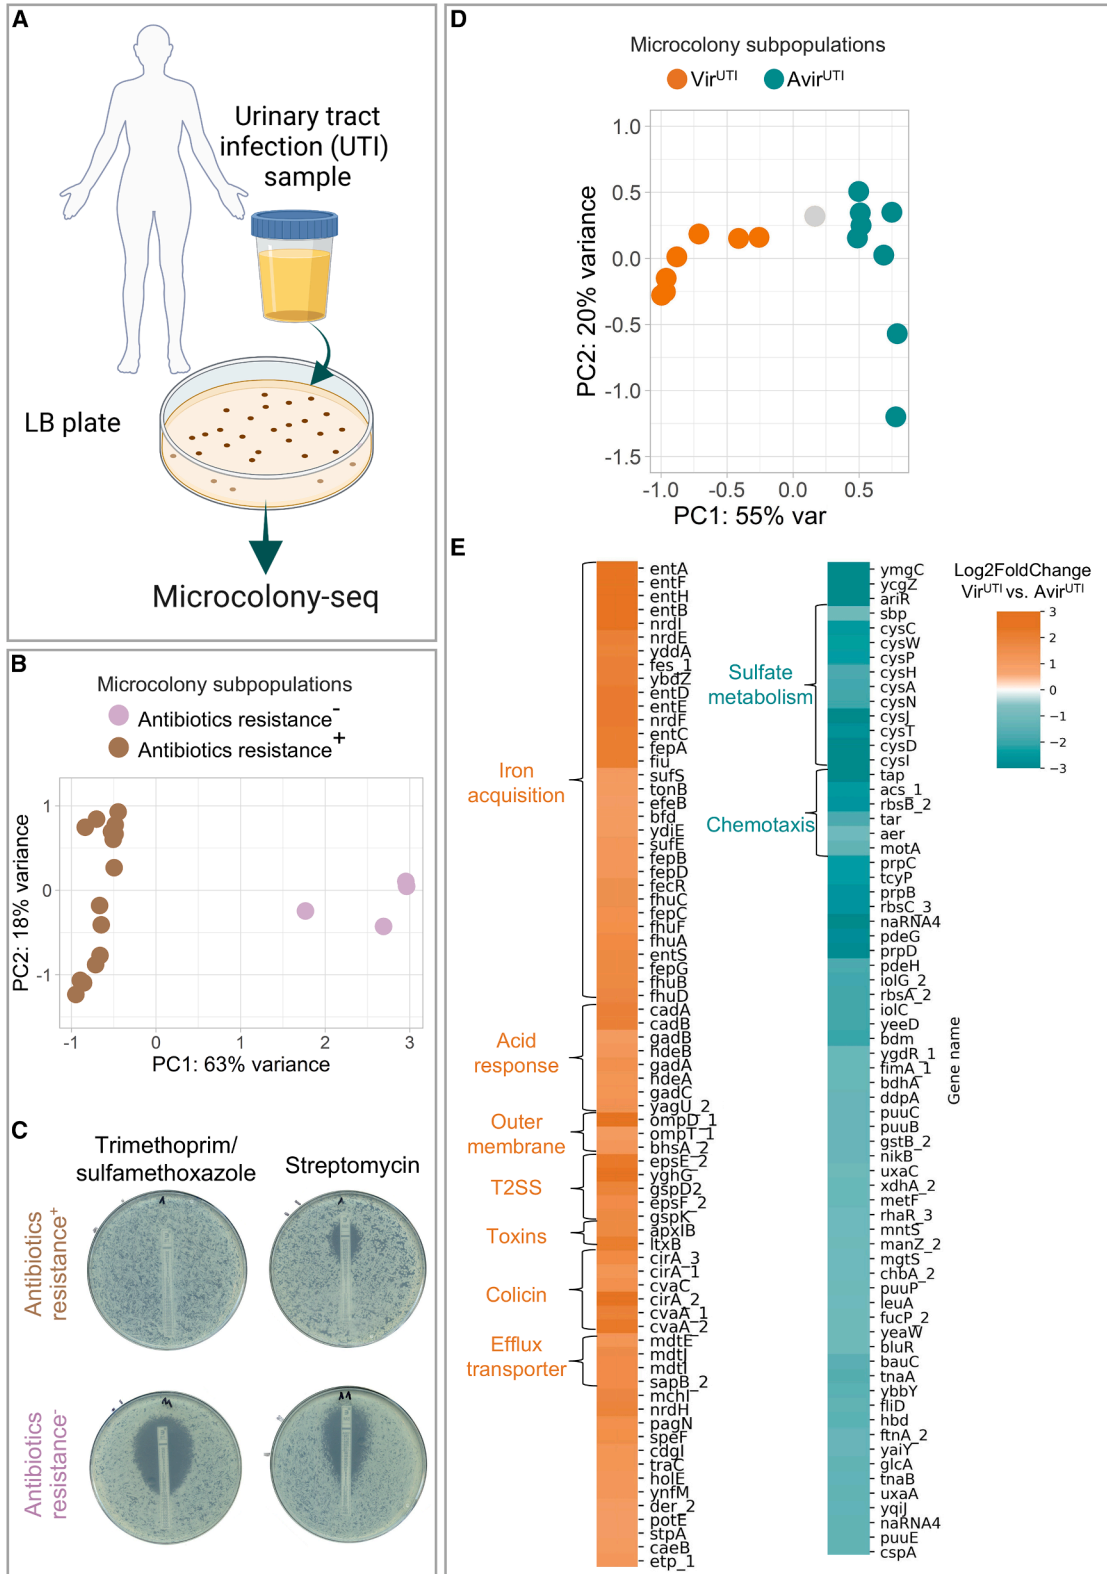 A
Urinary tract
infection (UTI)
sample
LB plate
Microcolony-seq
B
Microcolony subpopulations
Antibiotics resistance-
Antibiotics resistance+
PC2: 18% variance
1
0
-1
-1
0
1
2
3
PC1: 63% variance
C
Trimethoprim/
sulfamethoxazole
Streptomycin
Antibiotics
resistance+
Antibiotics
resistance-
D
Microcolony subpopulations
VirUTI
AvirUTI
PC2: 20% variance
1.0
0.5
0.0
-0.5
-1.0
-1.5
-1.0
-0.5
0.0
0.5
PC1: 55% var
E
Iron
acquisition
Acid
response
Outer
membrane
T2SS
Toxins
Colicin
Efflux
transporter
entA
entF
entH
entB
nrdI
nrdE
yddA
fes_1
ybdZ
entD
entE
nrdF
entC
fepA
fiu
sufS
tonB
efeB
bfd
ydiE
sufE
fepB
fepD
fecR
fhuC
fepC
fhuF
fhuA
entS
fepG
fhuB
fhuD
cadA
cadB
gadB
hdeB
gadA
hdeA
gadC
yagU_2
ompD_1
ompT_1
bhsA_2
epsE_2
yghG
gspD2
epsF_2
gspK
apxIB
ltxB
cirA_3
cirA_1
cvaC
cirA_2
cvaA_1
cvaA_2
mdtE
mdtJ
mdtI
sapB_2
mchI
nrdH
pagN
speF
cdgI
traC
holE
ynfM
der_2
potE
stpA
caeB
etp_1
Sulfate
metabolism
Chemotaxis
ymgC
ycgZ
ariR
sbp
cysC
cysW
cysP
cysH
cysA
cysN
cysJ
cysT
cysD
cysI
tap
acs_1
rbsB_2
tar
aer
motA
prpC
tcyP
prpB
rbsC_3
naRNA4
pdeG
prpD
pdeH
iolG_2
rbsA_2
iolC
yeeD
bdm
ygdR_1
fimA_1
bdhA
ddpA
puuC
puuB
gstB_2
nikB
uxaC
xdhA_2
metF
rhaR_3
mntS
manZ_2
mgtS
chbA_2
puuP
leuA
fucP_2
yeaW
bluR
bauC
tnaA
ybbY
fliD
hbd
ftnA_2
yaiY
glcA
tnaB
uxaA
yqiJ
naRNA4
puuE
cspA
Gene name
Log2FoldChange
VirUTI vs. AvirUTI
3
2
1
0
−1
−2
−3